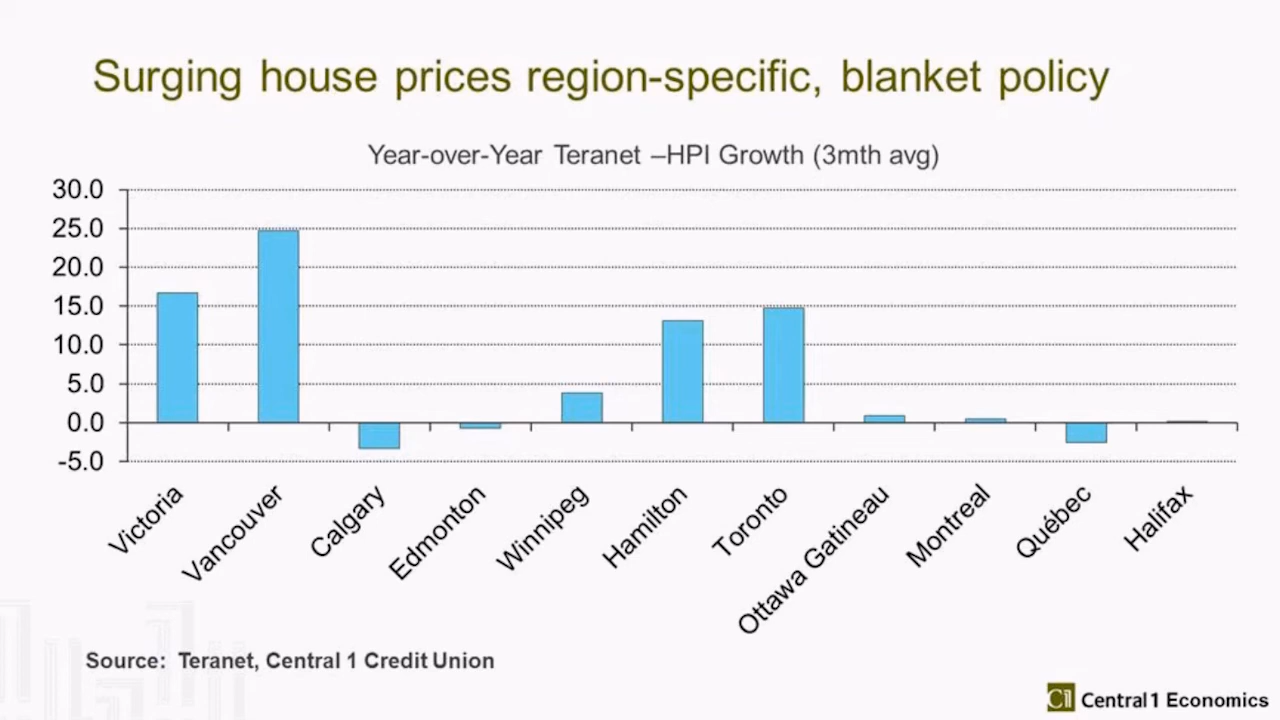 Surging house prices region-specific, blanket policy
Year-over-Year Teranet –HPI Growth (3mth avg)
30.0
25.0
20.0
15.0
10.0
5.0
0.0
-5.0
Victoria
Vancouver
Calgary
Edmonton
Winnipeg
Hamilton
Toronto
Ottawa Gatineau
Montreal
Québec
Halifax
Source: Teranet, Central 1 Credit Union
C1 Central 1 Economics